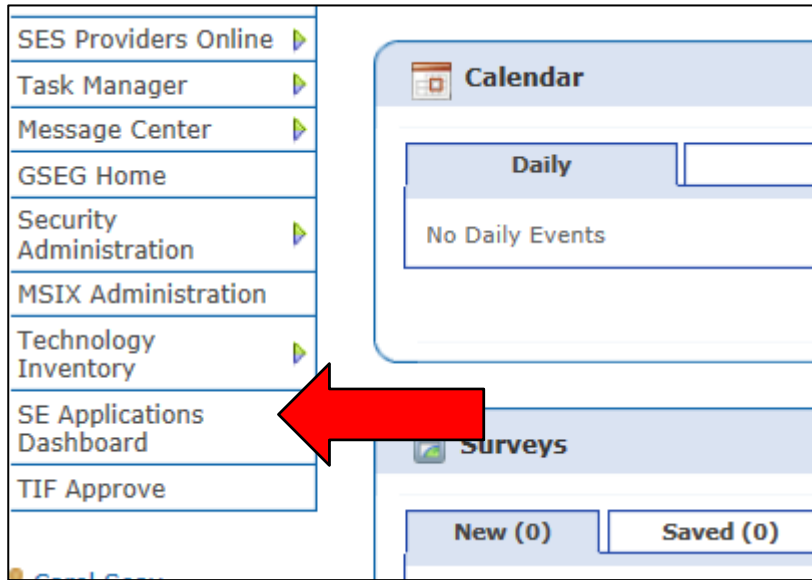 SES Providers Online
Task Manager
Message Center
GSEG Home
Security
Administration
MSIX Administration
Technology
Inventory
SE Applications
Dashboard
TIF Approve
Calendar
Daily
No Daily Events
Surveys
New (0)
Saved (0)